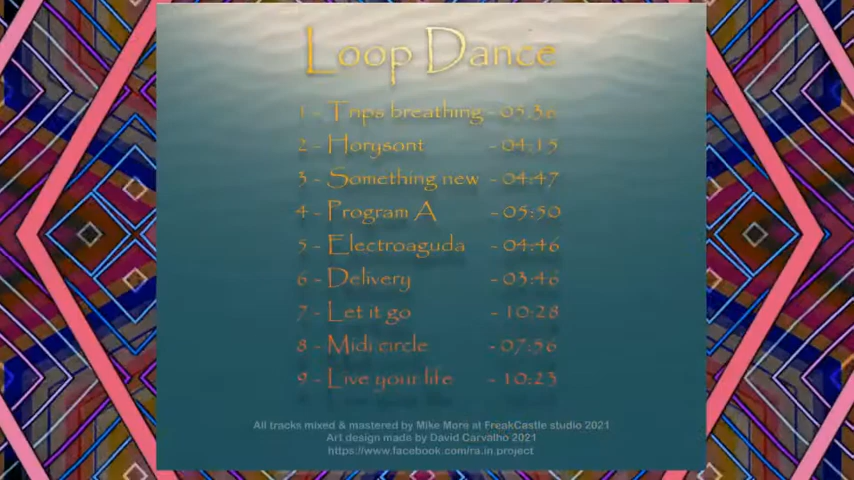 Loop Dance
1 - Trips breathing - 05:36
2 - Horysont - 04:15
3 - Something new - 04:47
4 - Program A - 05:50
5 - Electroaguda - 04:46
6 - Delivery - 03:46
7 - Let it go - 10:28
8 - Midi circle - 07:56
9 - Live your life - 10:23
All tracks mixed & mastered by Mike More at FreakCastle studio 2021
Art design made by David Carvalho 2021
https://www.facebook.com/ra.in.project